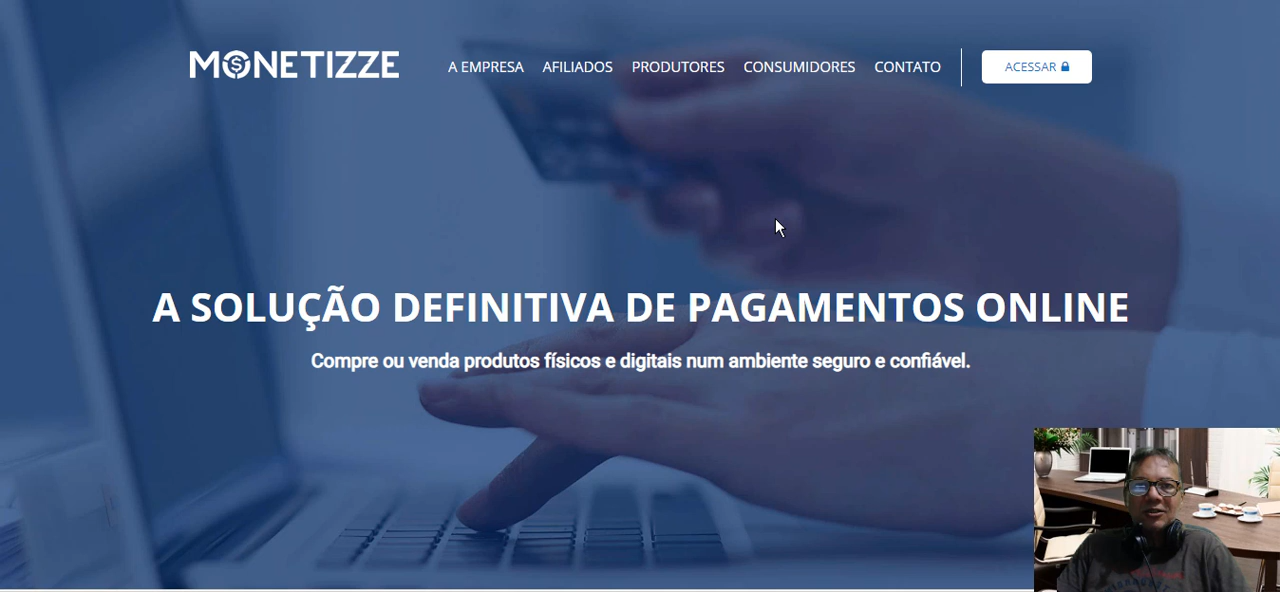 MONETIZZE
A EMPRESA AFILIADOS PRODUTORES CONSUMIDORES CONTATO ACESSAR
A SOLUÇÃO DEFINITIVA DE PAGAMENTOS ONLINE
Compre ou venda produtos físicos e digitais num ambiente seguro e confiável.